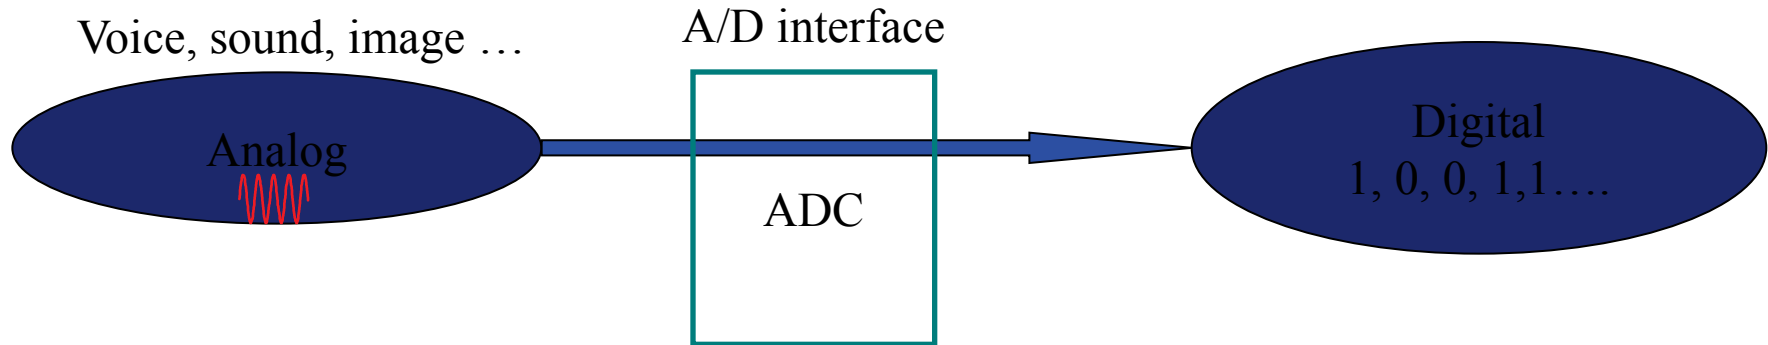 Voice, sound, image …
A/D interface
Analog
ADC
Digital
1, 0, 0, 1,1….